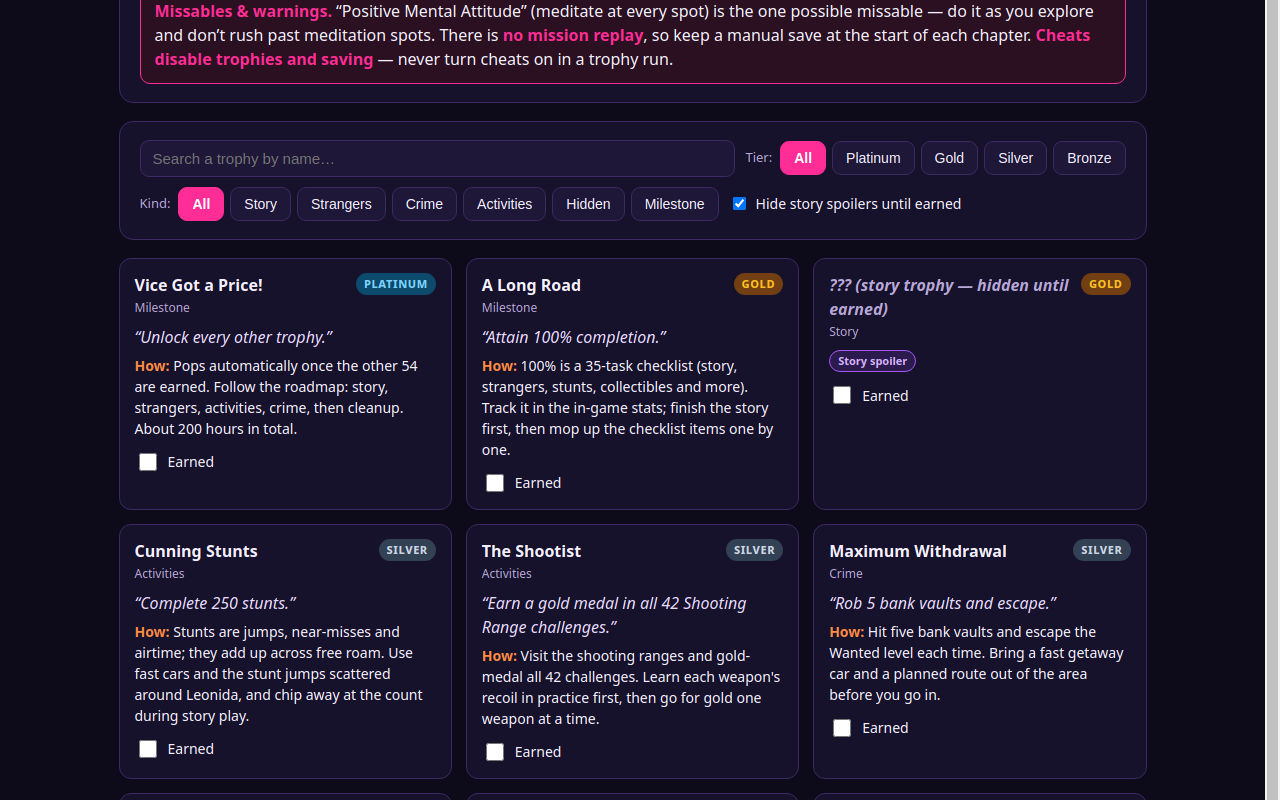 Missables & warnings. “Positive Mental Attitude” (meditate at every spot) is the one possible missable — do it as you explore
and don’t rush past meditation spots. There is no mission replay, so keep a manual save at the start of each chapter. Cheats
disable trophies and saving — never turn cheats on in a trophy run.
Search a trophy by name…
Tier: All Platinum Gold Silver Bronze
Kind: All Story Strangers Crime Activities Hidden Milestone Hide story spoilers until earned
Vice Got a Price! PLATINUM
Milestone
“Unlock every other trophy.”
How: Pops automatically once the other 54
are earned. Follow the roadmap: story,
strangers, activities, crime, then cleanup.
About 200 hours in total.
Earned
A Long Road GOLD
Milestone
“Attain 100% completion.”
How: 100% is a 35-task checklist (story,
strangers, stunts, collectibles and more).
Track it in the in-game stats; finish the story
first, then mop up the checklist items one by
one.
Earned
??? (story trophy — hidden until GOLD
earned)
Story
Story spoiler
Earned
Cunning Stunts SILVER
Activities
“Complete 250 stunts.”
How: Stunts are jumps, near-misses and
airtime; they add up across free roam. Use
fast cars and the stunt jumps scattered
around Leonida, and chip away at the count
during story play.
Earned
The Shootist SILVER
Activities
“Earn a gold medal in all 42 Shooting
Range challenges.”
How: Visit the shooting ranges and gold-
medal all 42 challenges. Learn each weapon's
recoil in practice first, then go for gold one
weapon at a time.
Earned
Maximum Withdrawal SILVER
Crime
“Rob 5 bank vaults and escape.”
How: Hit five bank vaults and escape the
Wanted level each time. Bring a fast getaway
car and a planned route out of the area
before you go in.
Earned